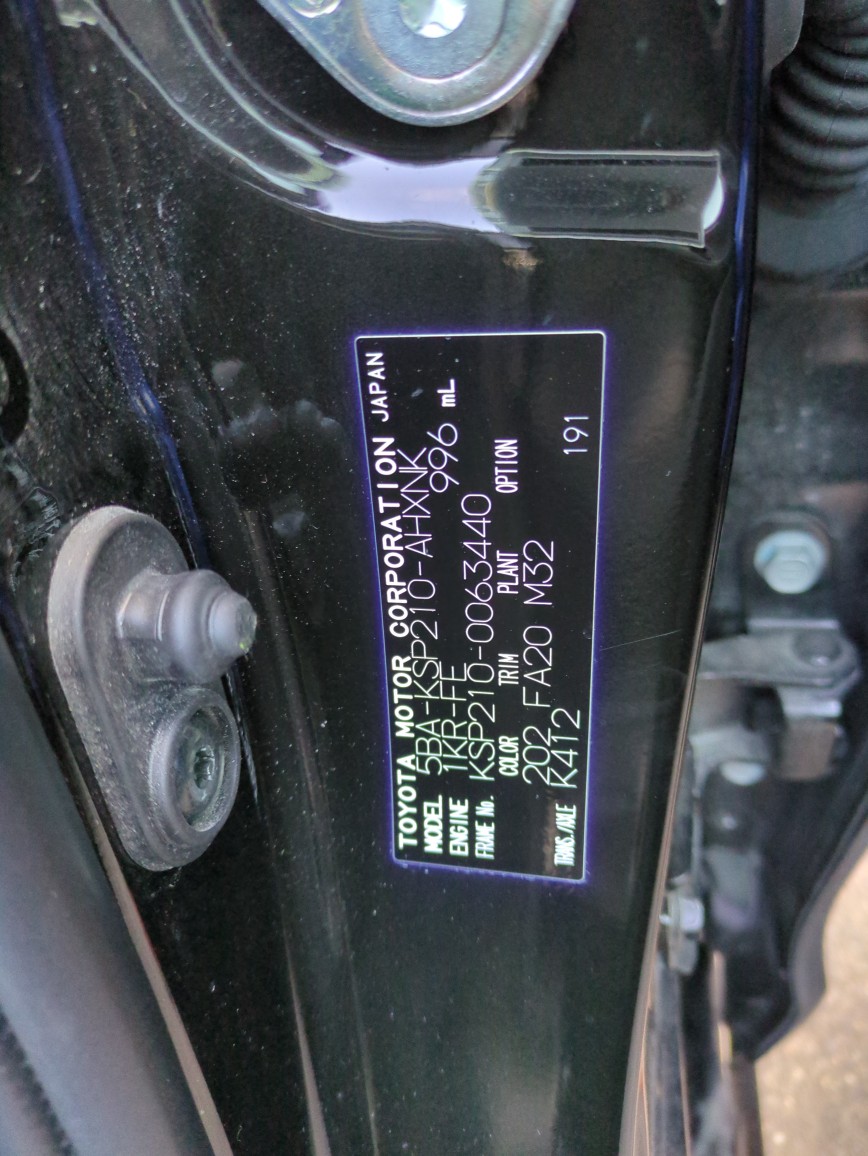 TOYOTA MOTOR CORPORATION JAPAN
MODEL 5BA-KSP210-AHXNK
ENGINE 1KR-FE 996 mL
FRAME No. KSP210-0063440
COLOR TRIM PLANT OPTION
202 FA20 M32
TRANS./AXLE K412 191